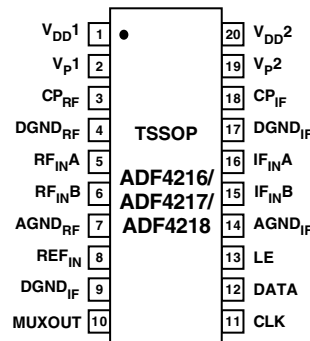 VDD1 1 20 VDD2
VP1 2 19 VP2
CPRF 3 18 CPIF
DGNDRF 4 17 DGNDIF
RFINA 5 16 IFINA
RFINB 6 15 IFINB
AGNDRF 7 14 AGNDIF
REFIN 8 13 LE
DGNDIF 9 12 DATA
MUXOUT 10 11 CLK
TSSOP
ADF4216/
ADF4217/
ADF4218